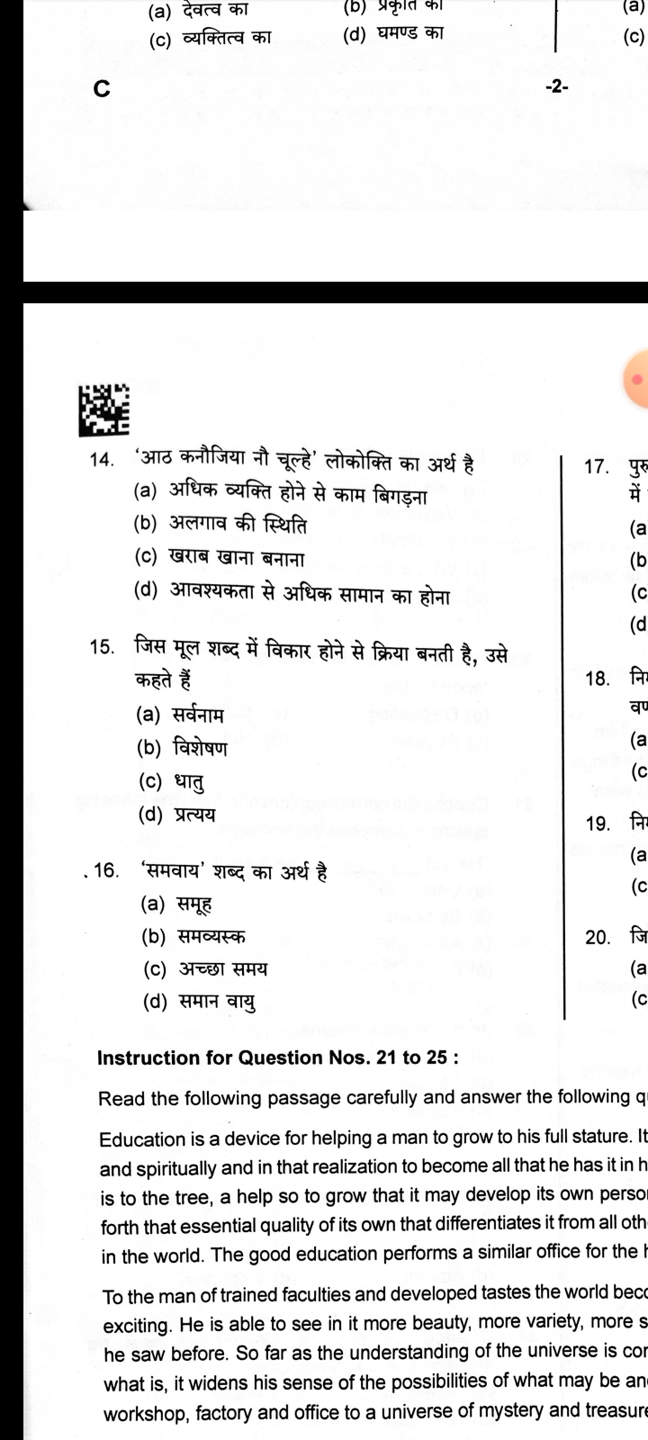 (a) देवत्व का (b) प्रकृति का (a)
(c) व्यक्तित्व का (d) घमण्ड का (c)
C -2-
14. 'आठ कनौजिया नौ चूल्हे' लोकोक्ति का अर्थ है
(a) अधिक व्यक्ति होने से काम बिगड़ना
(b) अलगाव की स्थिति
(c) खराब खाना बनाना
(d) आवश्यकता से अधिक सामान का होना
15. जिस मूल शब्द में विकार होने से क्रिया बनती है, उसे
कहते हैं
(a) सर्वनाम
(b) विशेषण
(c) धातु
(d) प्रत्यय
16. 'समवाय' शब्द का अर्थ है
(a) समूह
(b) समव्यस्क
(c) अच्छा समय
(d) समान वायु
17.
में
(a
(b
(c
(d
18.
(a
(c
19.
(a
(c
20. जि
(a
(c
Instruction for Question Nos. 21 to 25 :
Read the following passage carefully and answer the following
Education is a device for helping a man to grow to his full stature. It
and spiritually and in that realization to become all that he has it in
is to the tree, a help so to grow that it may develop its own
forth that essential quality of its own that differentiates it from all
in the world. The good education performs a similar office for the
To the man of trained faculties and developed tastes the world
exciting. He is able to see in it more beauty, more variety, more
he saw before. So far as the understanding of the universe is
what is, it widens his sense of the possibilities of what may be
workshop, factory and office to a universe of mystery and